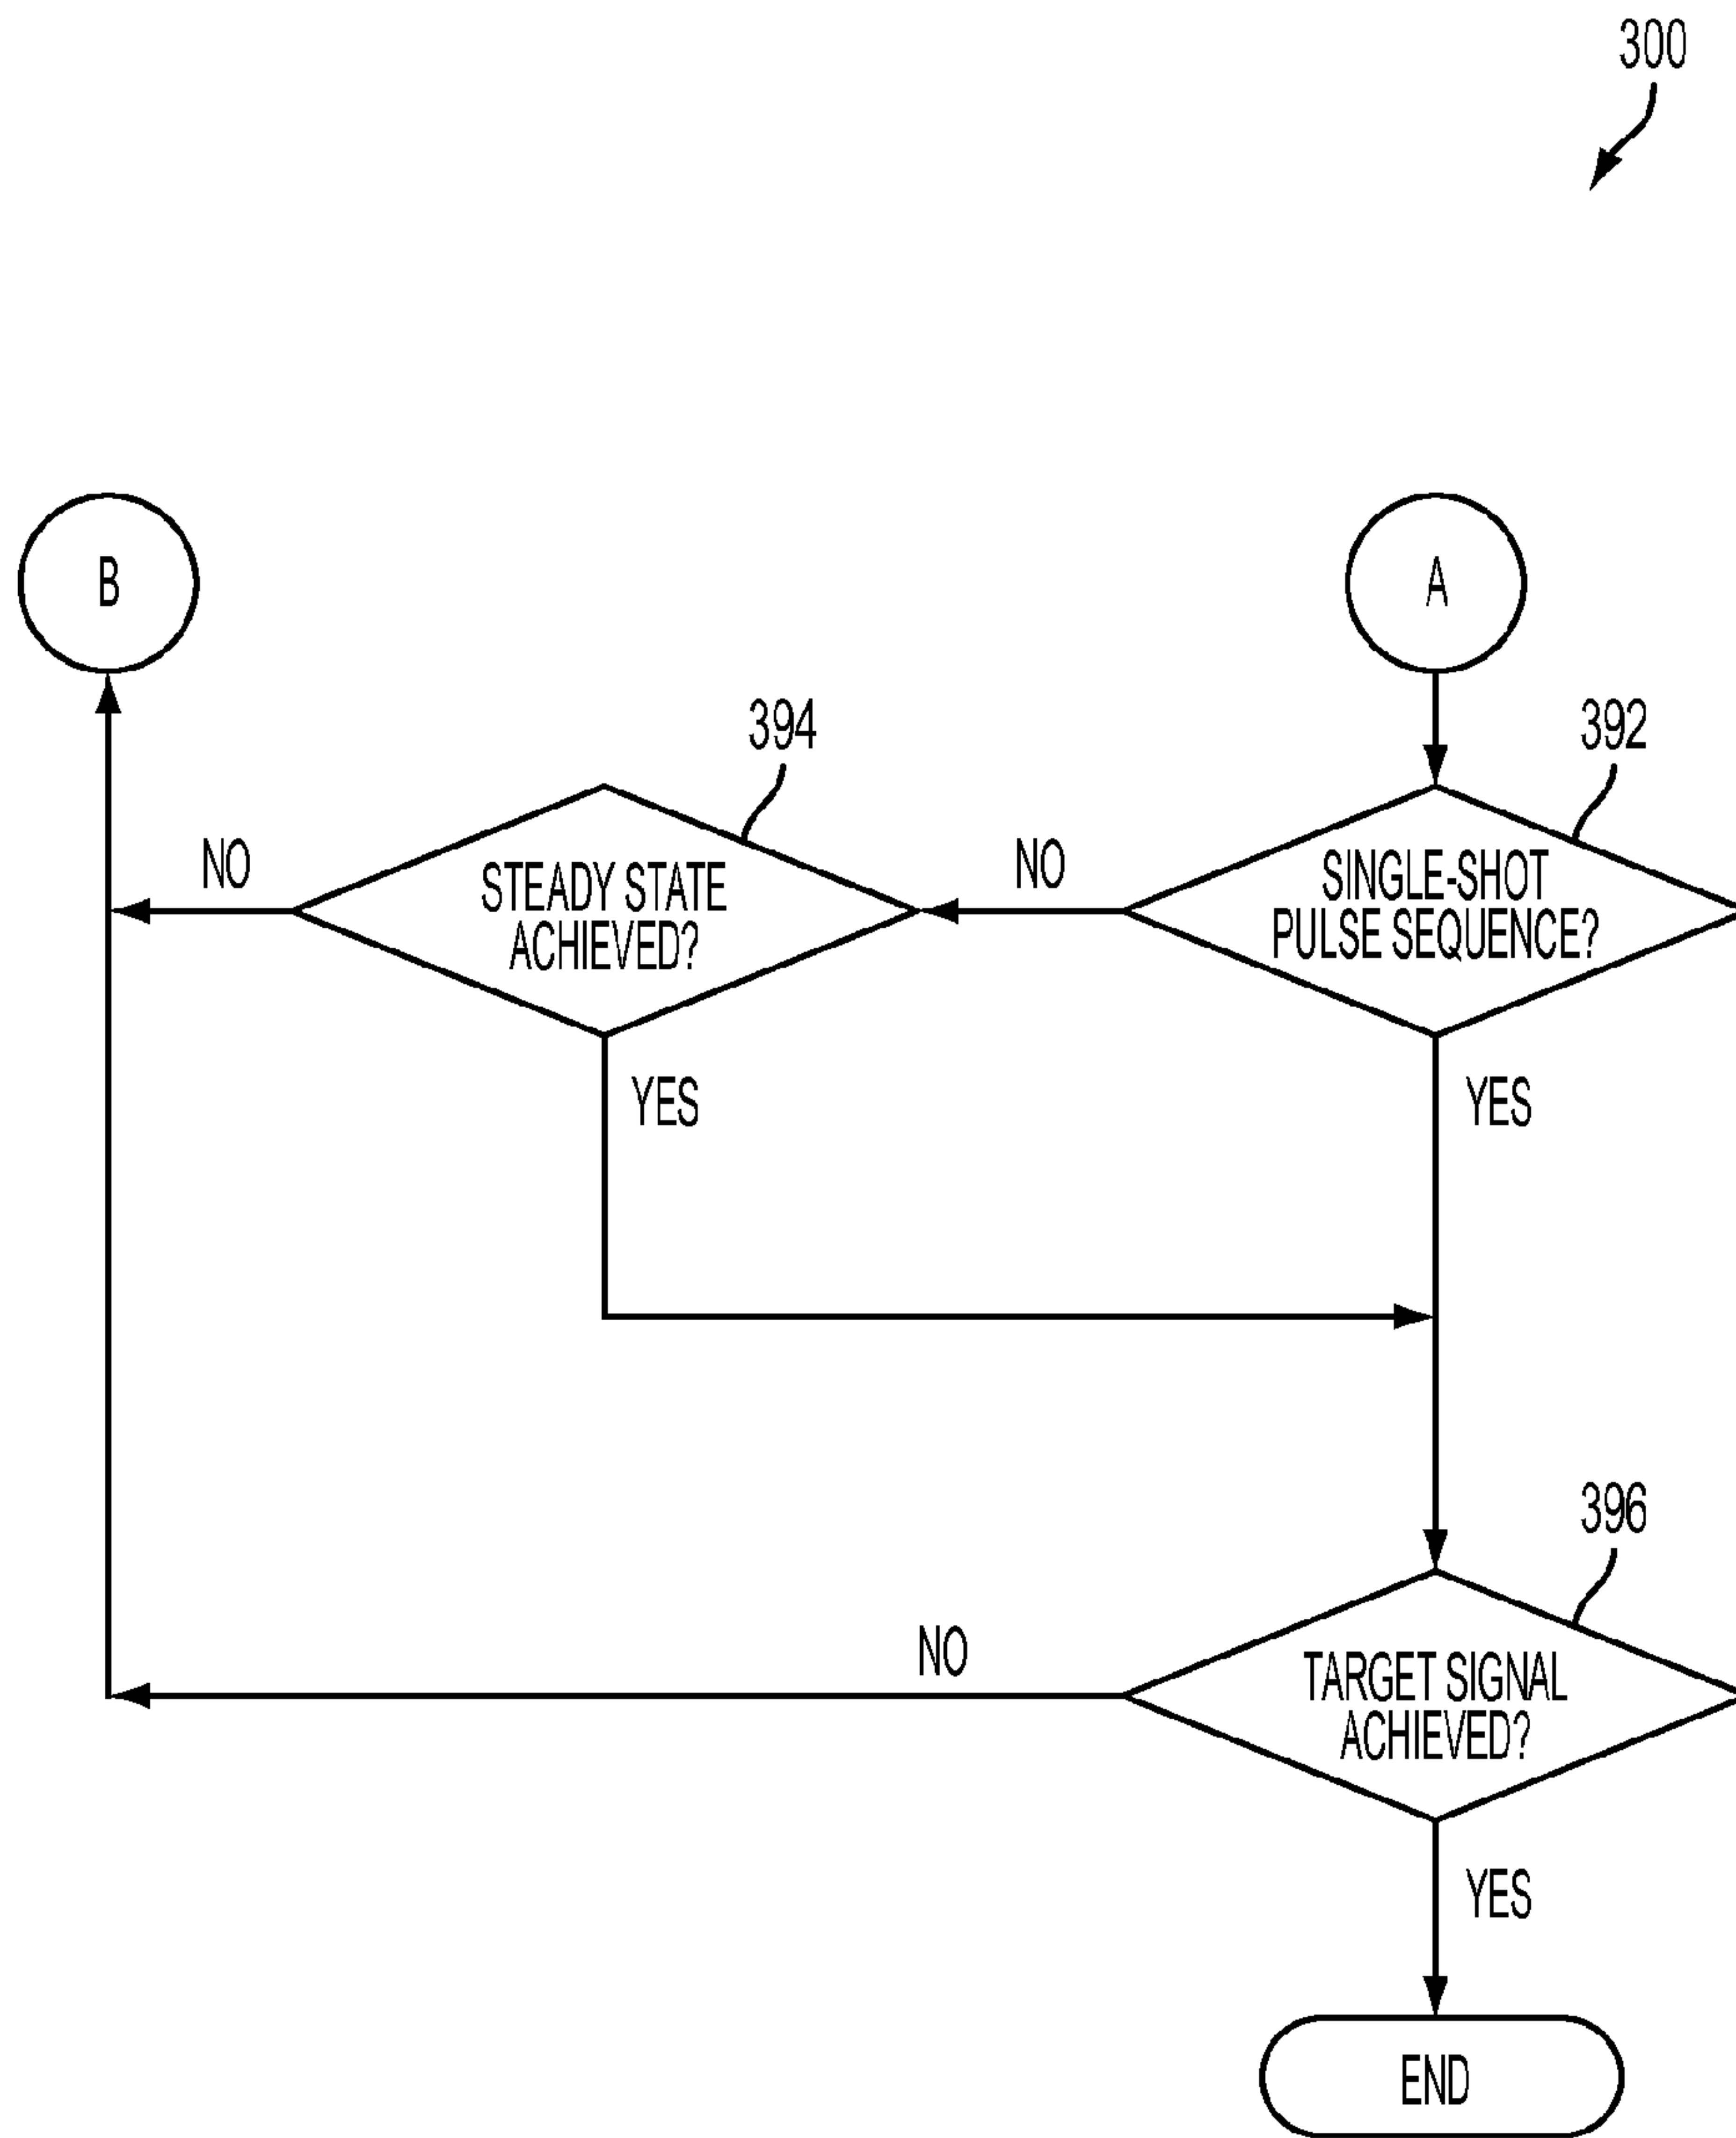 300
B
A
394
392
NO
STEADY STATE
ACHIEVED?
NO
SINGLE-SHOT
PULSE SEQUENCE?
YES
YES
396
NO
TARGET SIGNAL
ACHIEVED?
YES
END